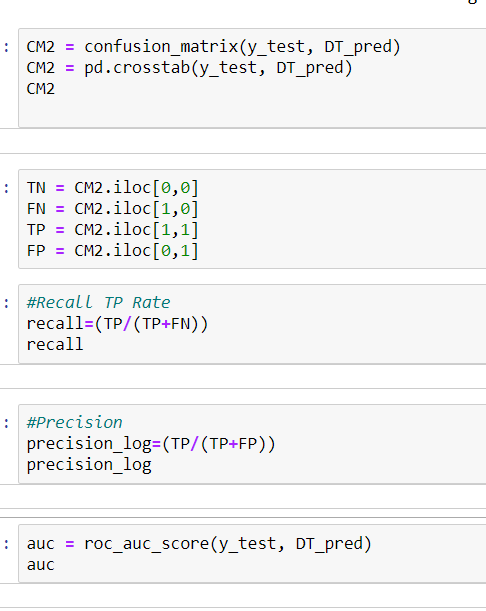 : CM2 = confusion_matrix(y_test, DT_pred)
CM2 = pd.crosstab(y_test, DT_pred)
CM2
: TN = CM2.iloc[0,0]
FN = CM2.iloc[1,0]
TP = CM2.iloc[1,1]
FP = CM2.iloc[0,1]
: #Recall TP Rate
recall=(TP/(TP+FN))
recall
: #Precision
precision_log=(TP/(TP+FP))
precision_log
: auc = roc_auc_score(y_test, DT_pred)
auc